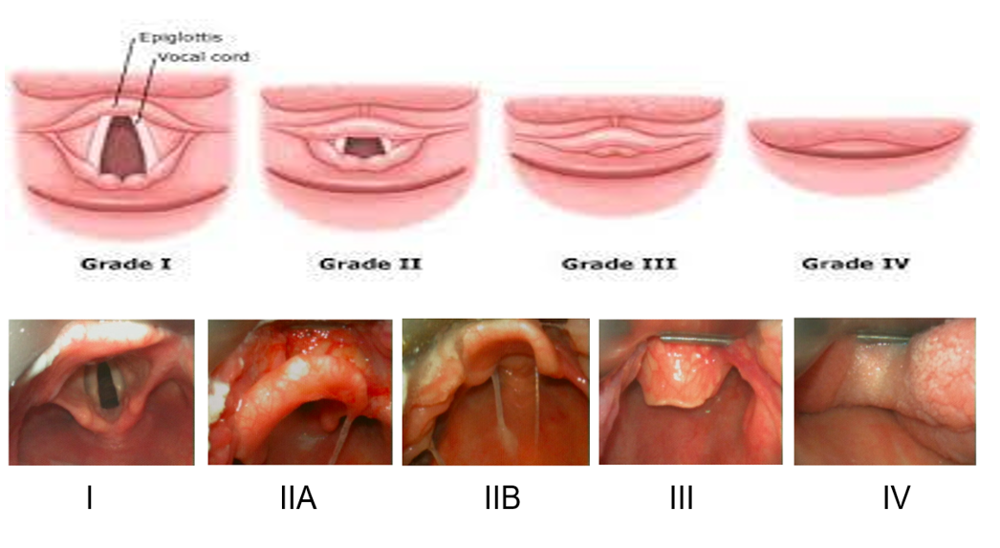 Epiglottis
Vocal cord
Grade I
Grade II
Grade III
Grade IV
I
IIA
IIB
III
IV